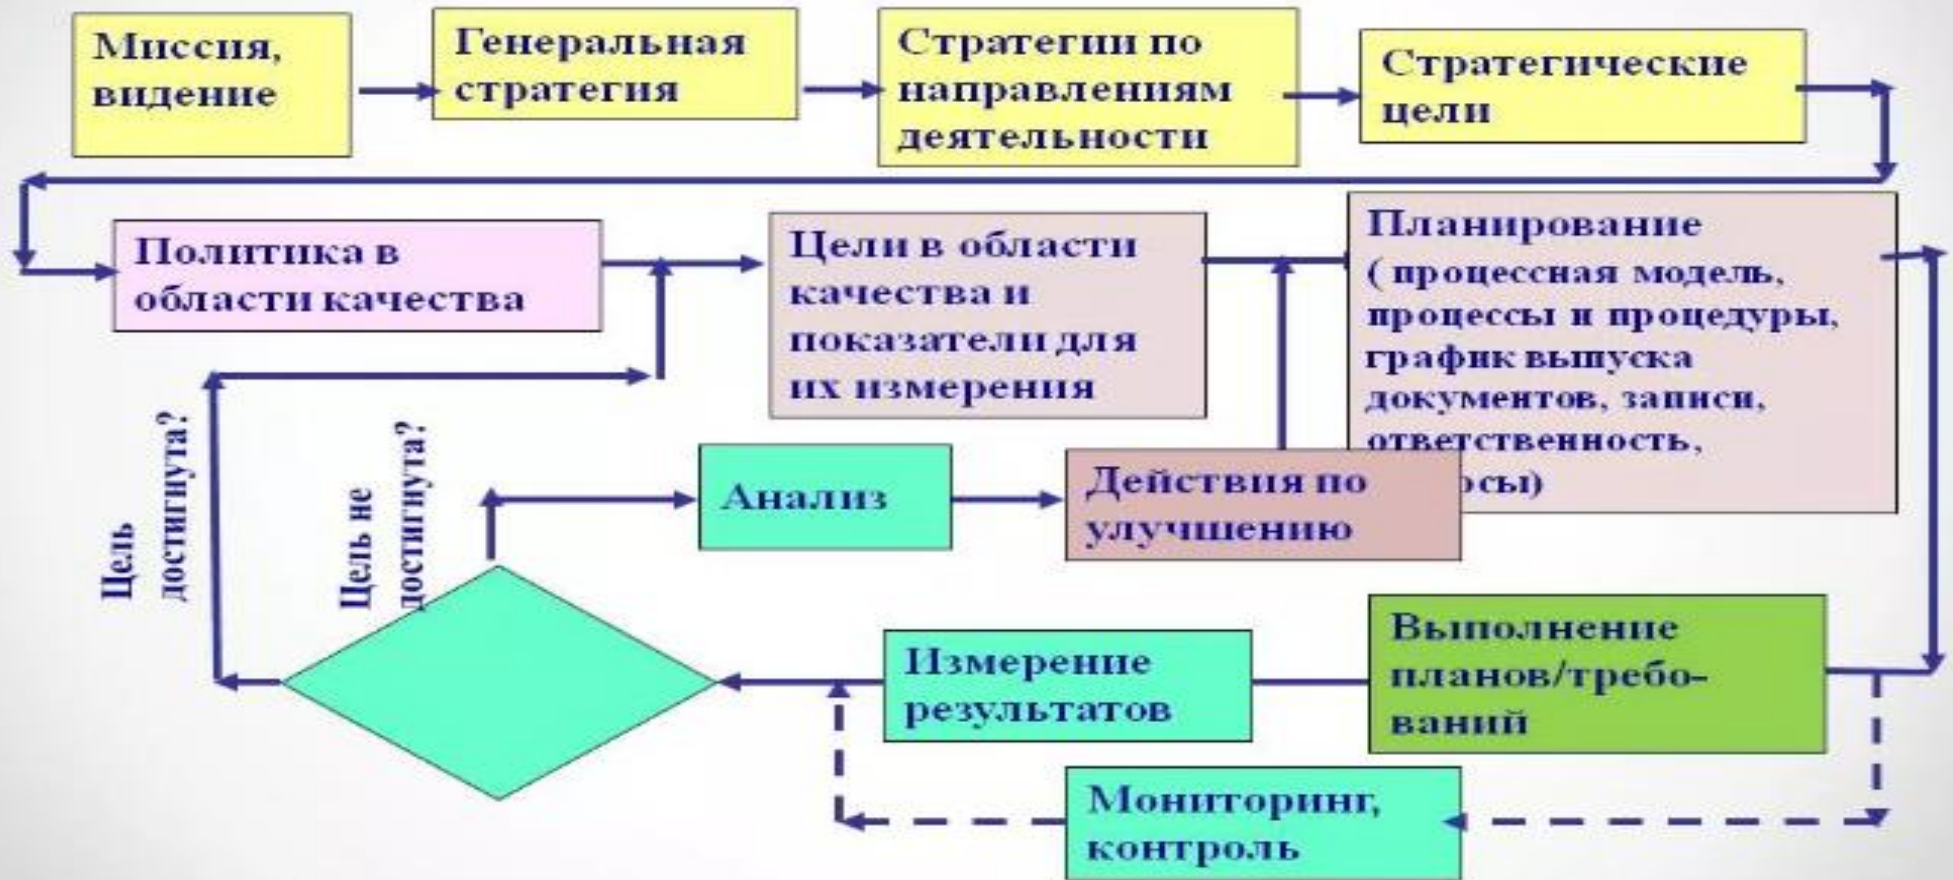 Миссия,
видение
Генеральная
стратегия
Стратегии по
направлениям
деятельности
Стратегические
цели
Политика в
области качества
Цели в области
качества и
показатели для
их измерения
Планирование
( процессная модель,
процессы и процедуры,
график выпуска
документов, записи,
ответственность,
осы)
Цель
достигнута?
Цель не
достигнута?
Анализ
Действия по
улучшению
Измерение
результатов
Выполнение
планов/требо-
ваний
Мониторинг,
контроль